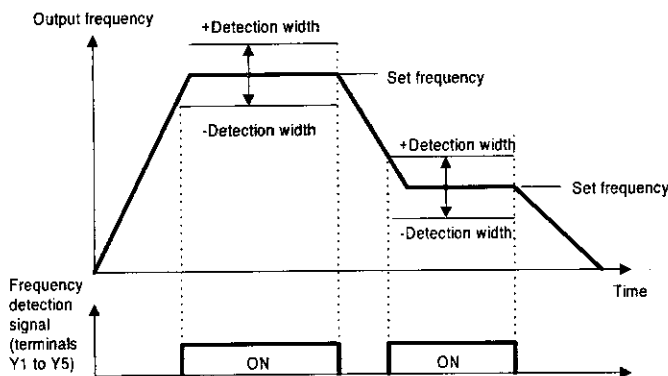 Output frequency
+Detection width
Set frequency
-Detection width
+Detection width
Set frequency
-Detection width
Frequency
detection
signal
(terminals
Y1 to Y5)
Time
ON
ON